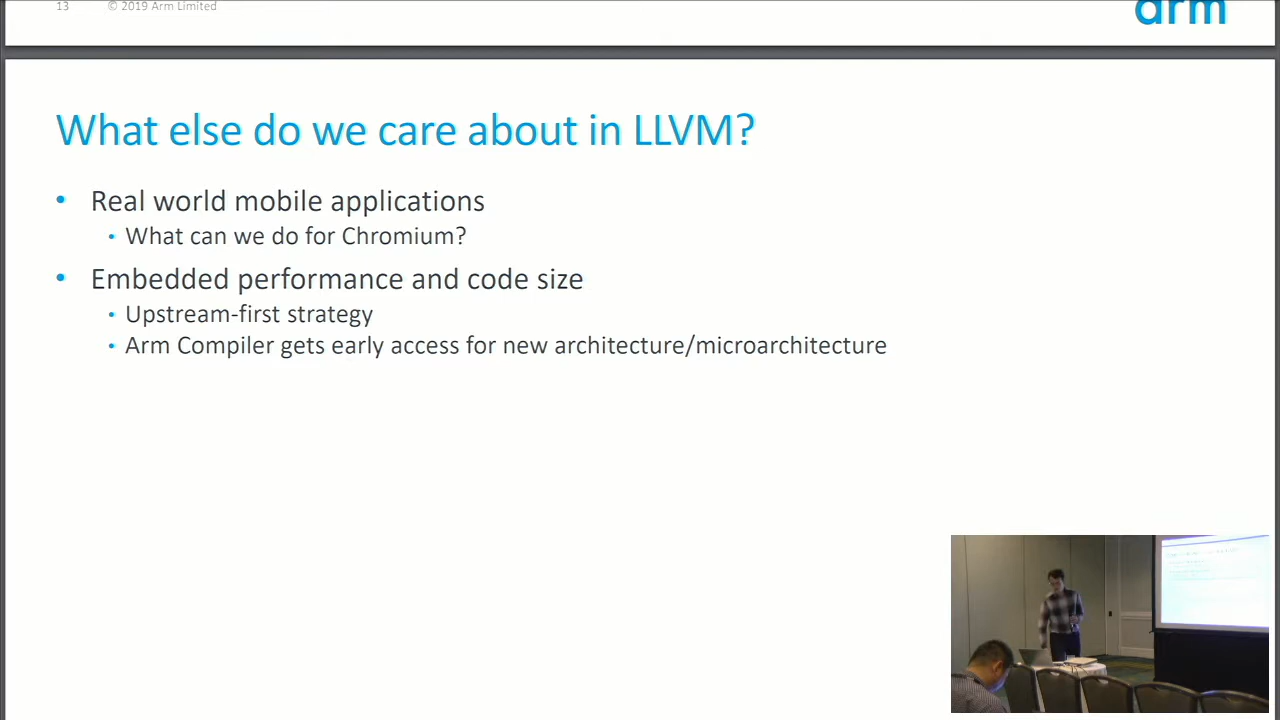 13 © 2019 Arm Limited
arm
What else do we care about in LLVM?
• Real world mobile applications
• What can we do for Chromium?
• Embedded performance and code size
• Upstream-first strategy
• Arm Compiler gets early access for new architecture/microarchitecture